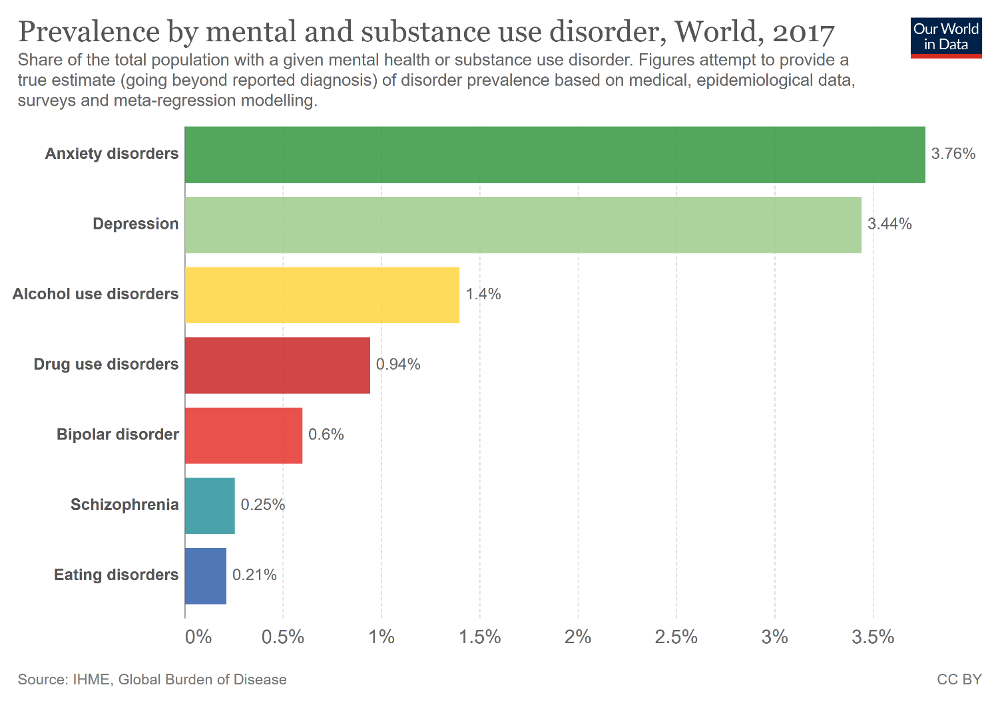 Prevalence by mental and substance use disorder, World, 2017
Our World
in Data
Share of the total population with a given mental health or substance use disorder. Figures attempt to provide a
true estimate (going beyond reported diagnosis) of disorder prevalence based on medical, epidemiological data,
surveys and meta-regression modelling.
Anxiety disorders 3.76%
Depression 3.44%
Alcohol use disorders 1.4%
Drug use disorders 0.94%
Bipolar disorder 0.6%
Schizophrenia 0.25%
Eating disorders 0.21%
0% 0.5% 1% 1.5% 2% 2.5% 3% 3.5%
Source: IHME, Global Burden of Disease CC BY